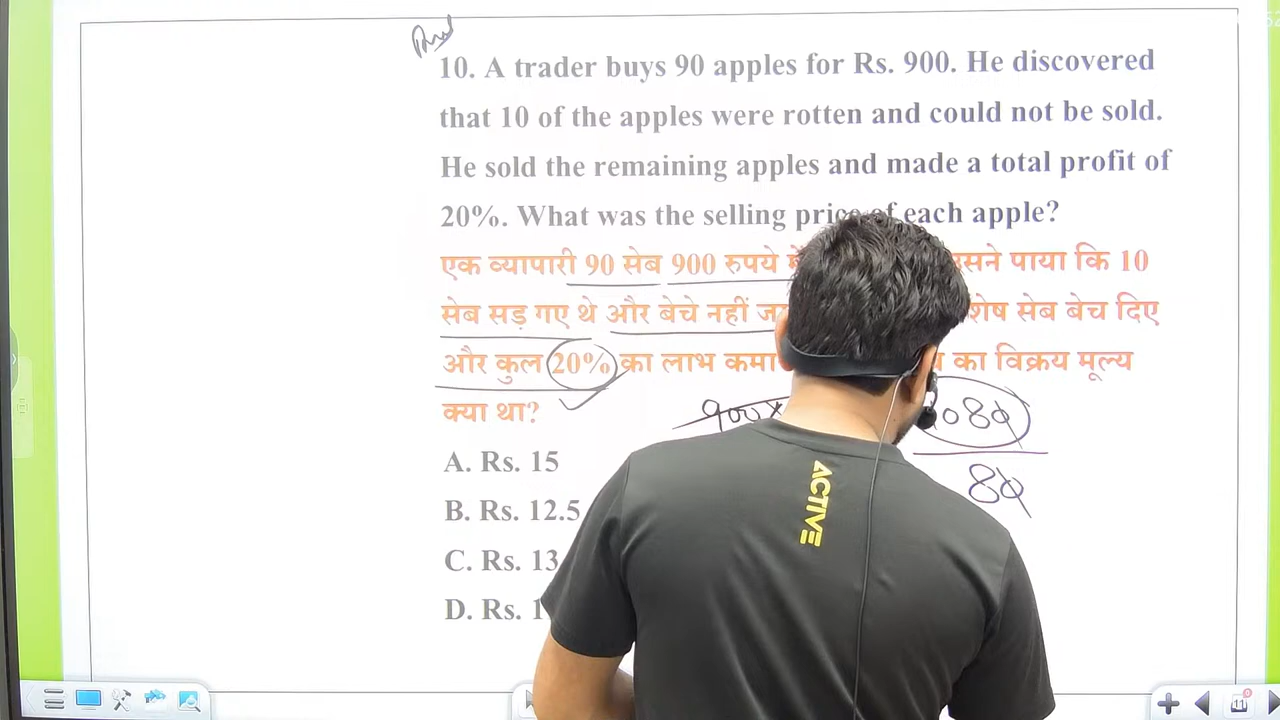 10. A trader buys 90 apples for Rs. 900. He discovered
that 10 of the apples were rotten and could not be sold.
He sold the remaining apples and made a total profit of
20%. What was the selling price of each apple?
एक व्यापारी 90 सेब 900 रुपये में उसने पाया कि 10
सेब सड़ गए थे और बेचे नहीं शेष सेब बेच दिए
और कुल 20% का लाभ का विक्रय मूल्य
क्या था?
900×
1080
80
A. Rs. 15
B. Rs. 12.5
C. Rs. 13
D. Rs.
ACTIVE
11